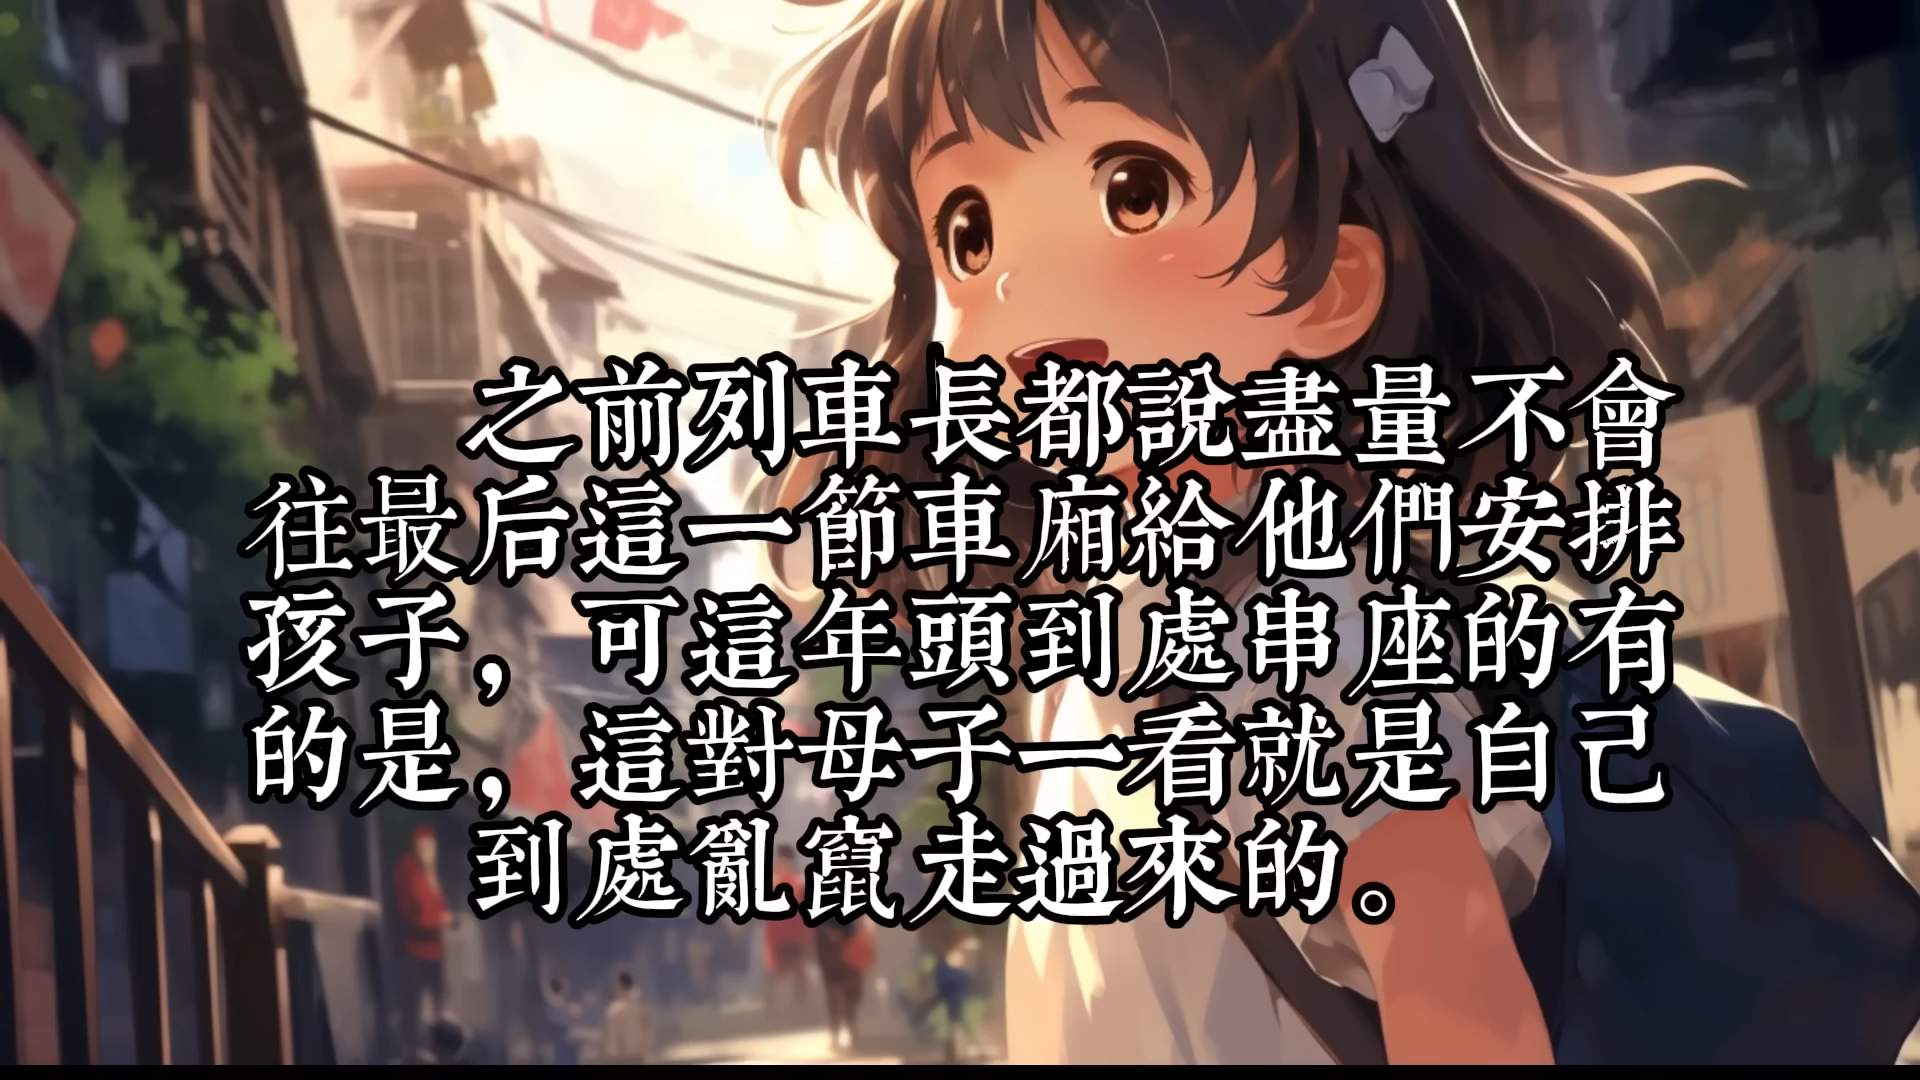 之前列車長都說盡量不會
往最后這一節車廂給他們安排
孩子，可這年頭到處串座的有
的是，這對母子一看就是自己
到處亂竄走過來的。